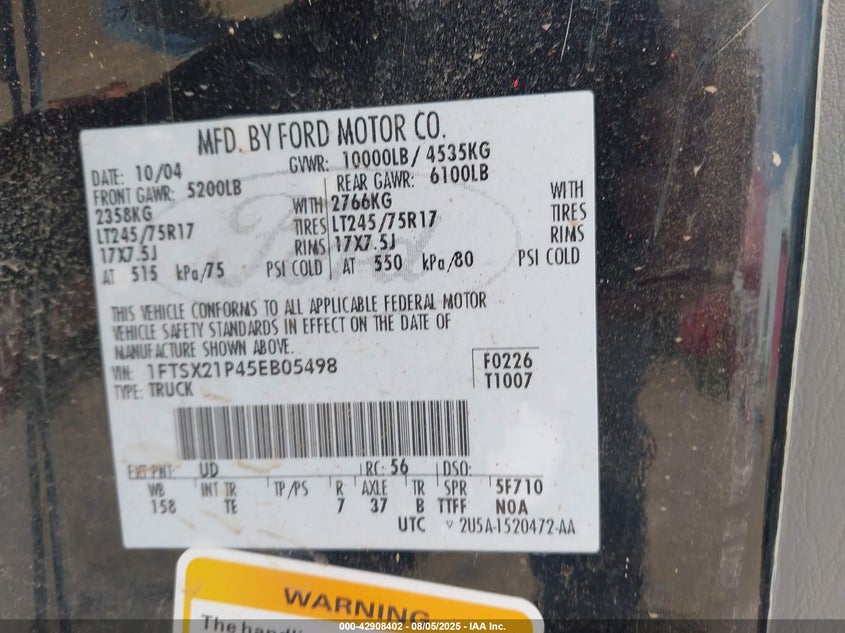 MFD. BY FORD MOTOR CO.
DATE: 10/04 GVWR: 10000LB/ 4535KG
FRONT GAWR: 5200LB REAR GAWR: 6100LB
2358KG WITH 2766KG WITH
LT245/75R17 TIRES LT245/75R17 TIRES
17X7.5J RIMS 17X7.5J RIMS
AT 515 kPa/75 PSI COLD AT 550 kPa/80 PSI COLD
Ford
THIS VEHICLE CONFORMS TO ALL APPLICABLE FEDERAL MOTOR
VEHICLE SAFETY STANDARDS IN EFFECT ON THE DATE OF
MANUFACTURE SHOWN ABOVE.
VIN: 1FTSX21P45EB05498 F0226
TYPE: TRUCK T1007
EXT PNT: UD RC: 56 DSO:
WB INT TR TP/PS R AXLE TR SPR 5F710
158 TE 7 37 B TTFF NOA
UTC 2U5A-1520472-AA
WARNING
The
000-42908402 - 08/05/2025 - IAA Inc.